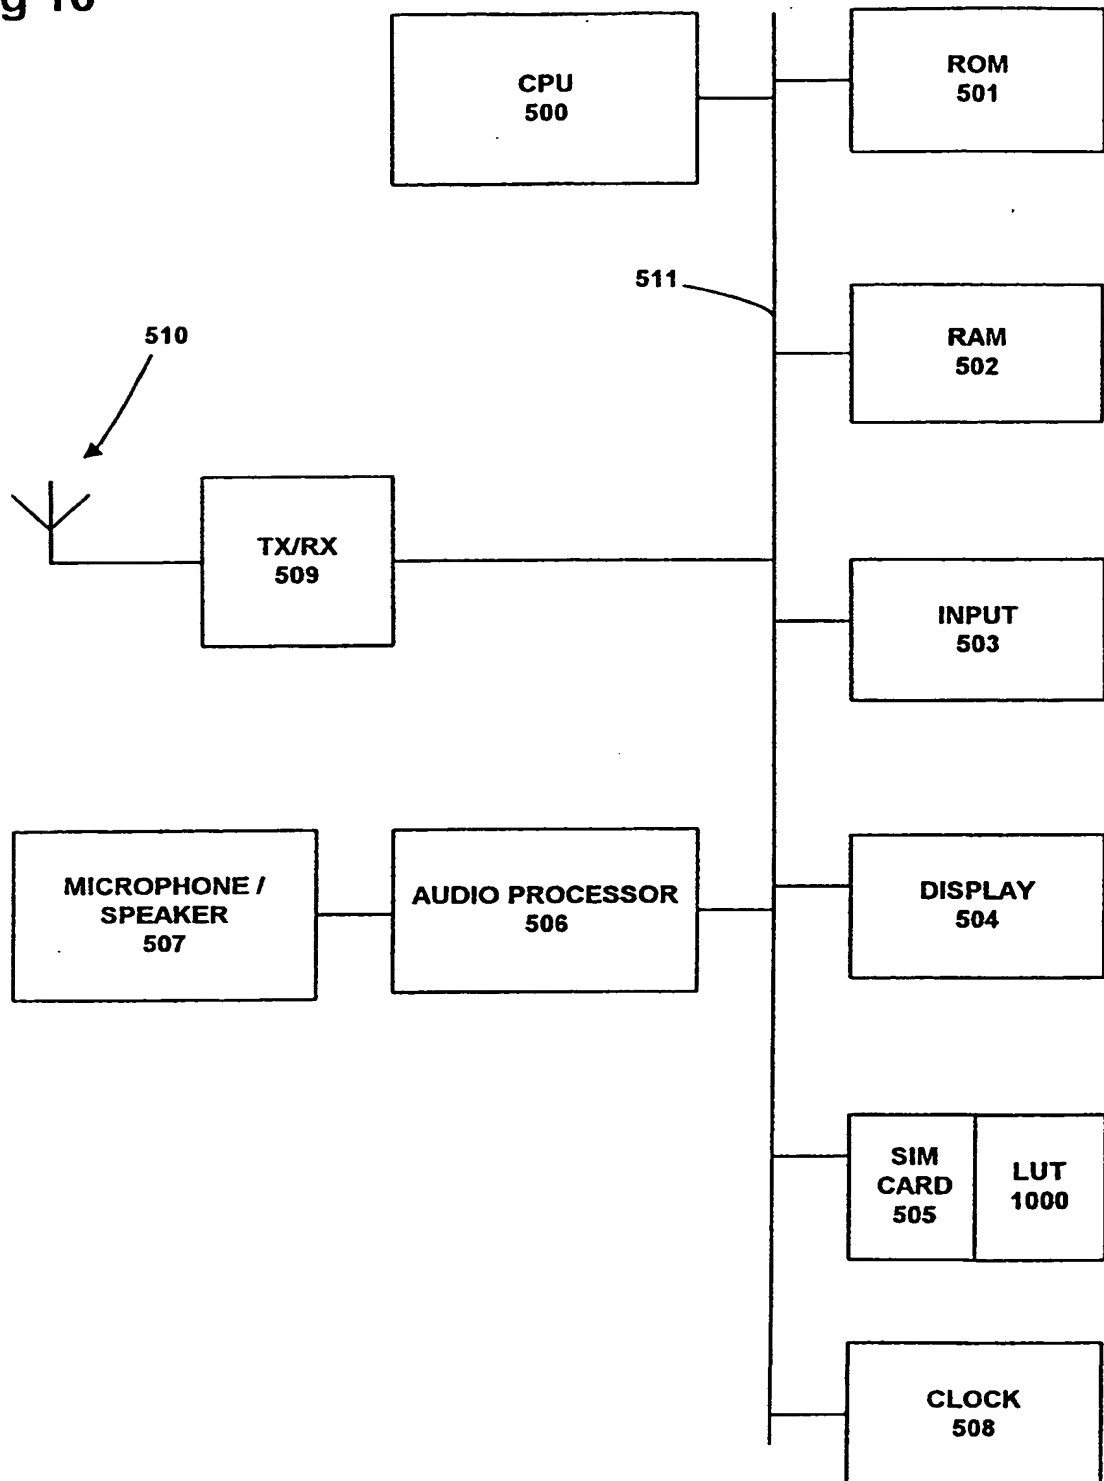 g 10
CPU
500
ROM
501
511
RAM
502
510
TX/RX
509
INPUT
503
MICROPHONE /
SPEAKER
507
AUDIO PROCESSOR
506
DISPLAY
504
SIM
CARD
505
LUT
1000
CLOCK
508